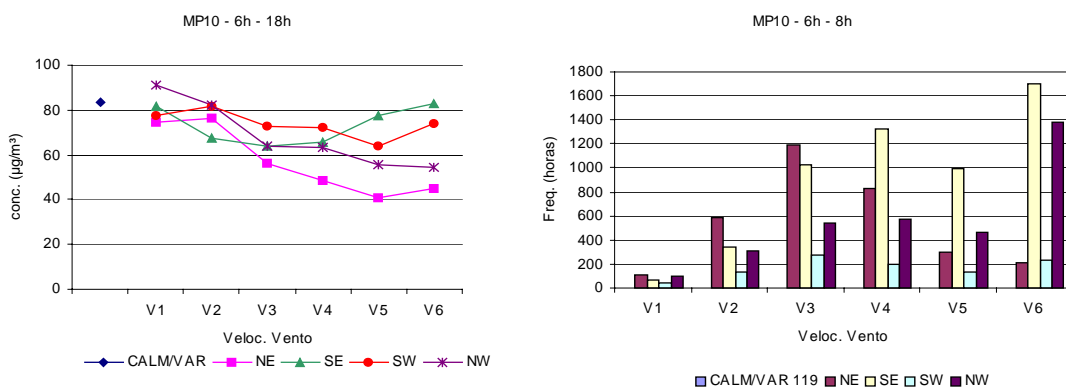 MP10 - 6h - 18h
100
80
60
40
20
0
conc. (µg/m³)
V1 V2 V3 V4 V5 V6
Veloc. Vento
CALM/VAR NE SE SW NW
MP10 - 6h - 8h
1800
1600
1400
1200
1000
800
600
400
200
0
Freq. (horas)
V1 V2 V3 V4 V5 V6
Veloc. Vento
CALM/VAR 119 NE SE SW NW